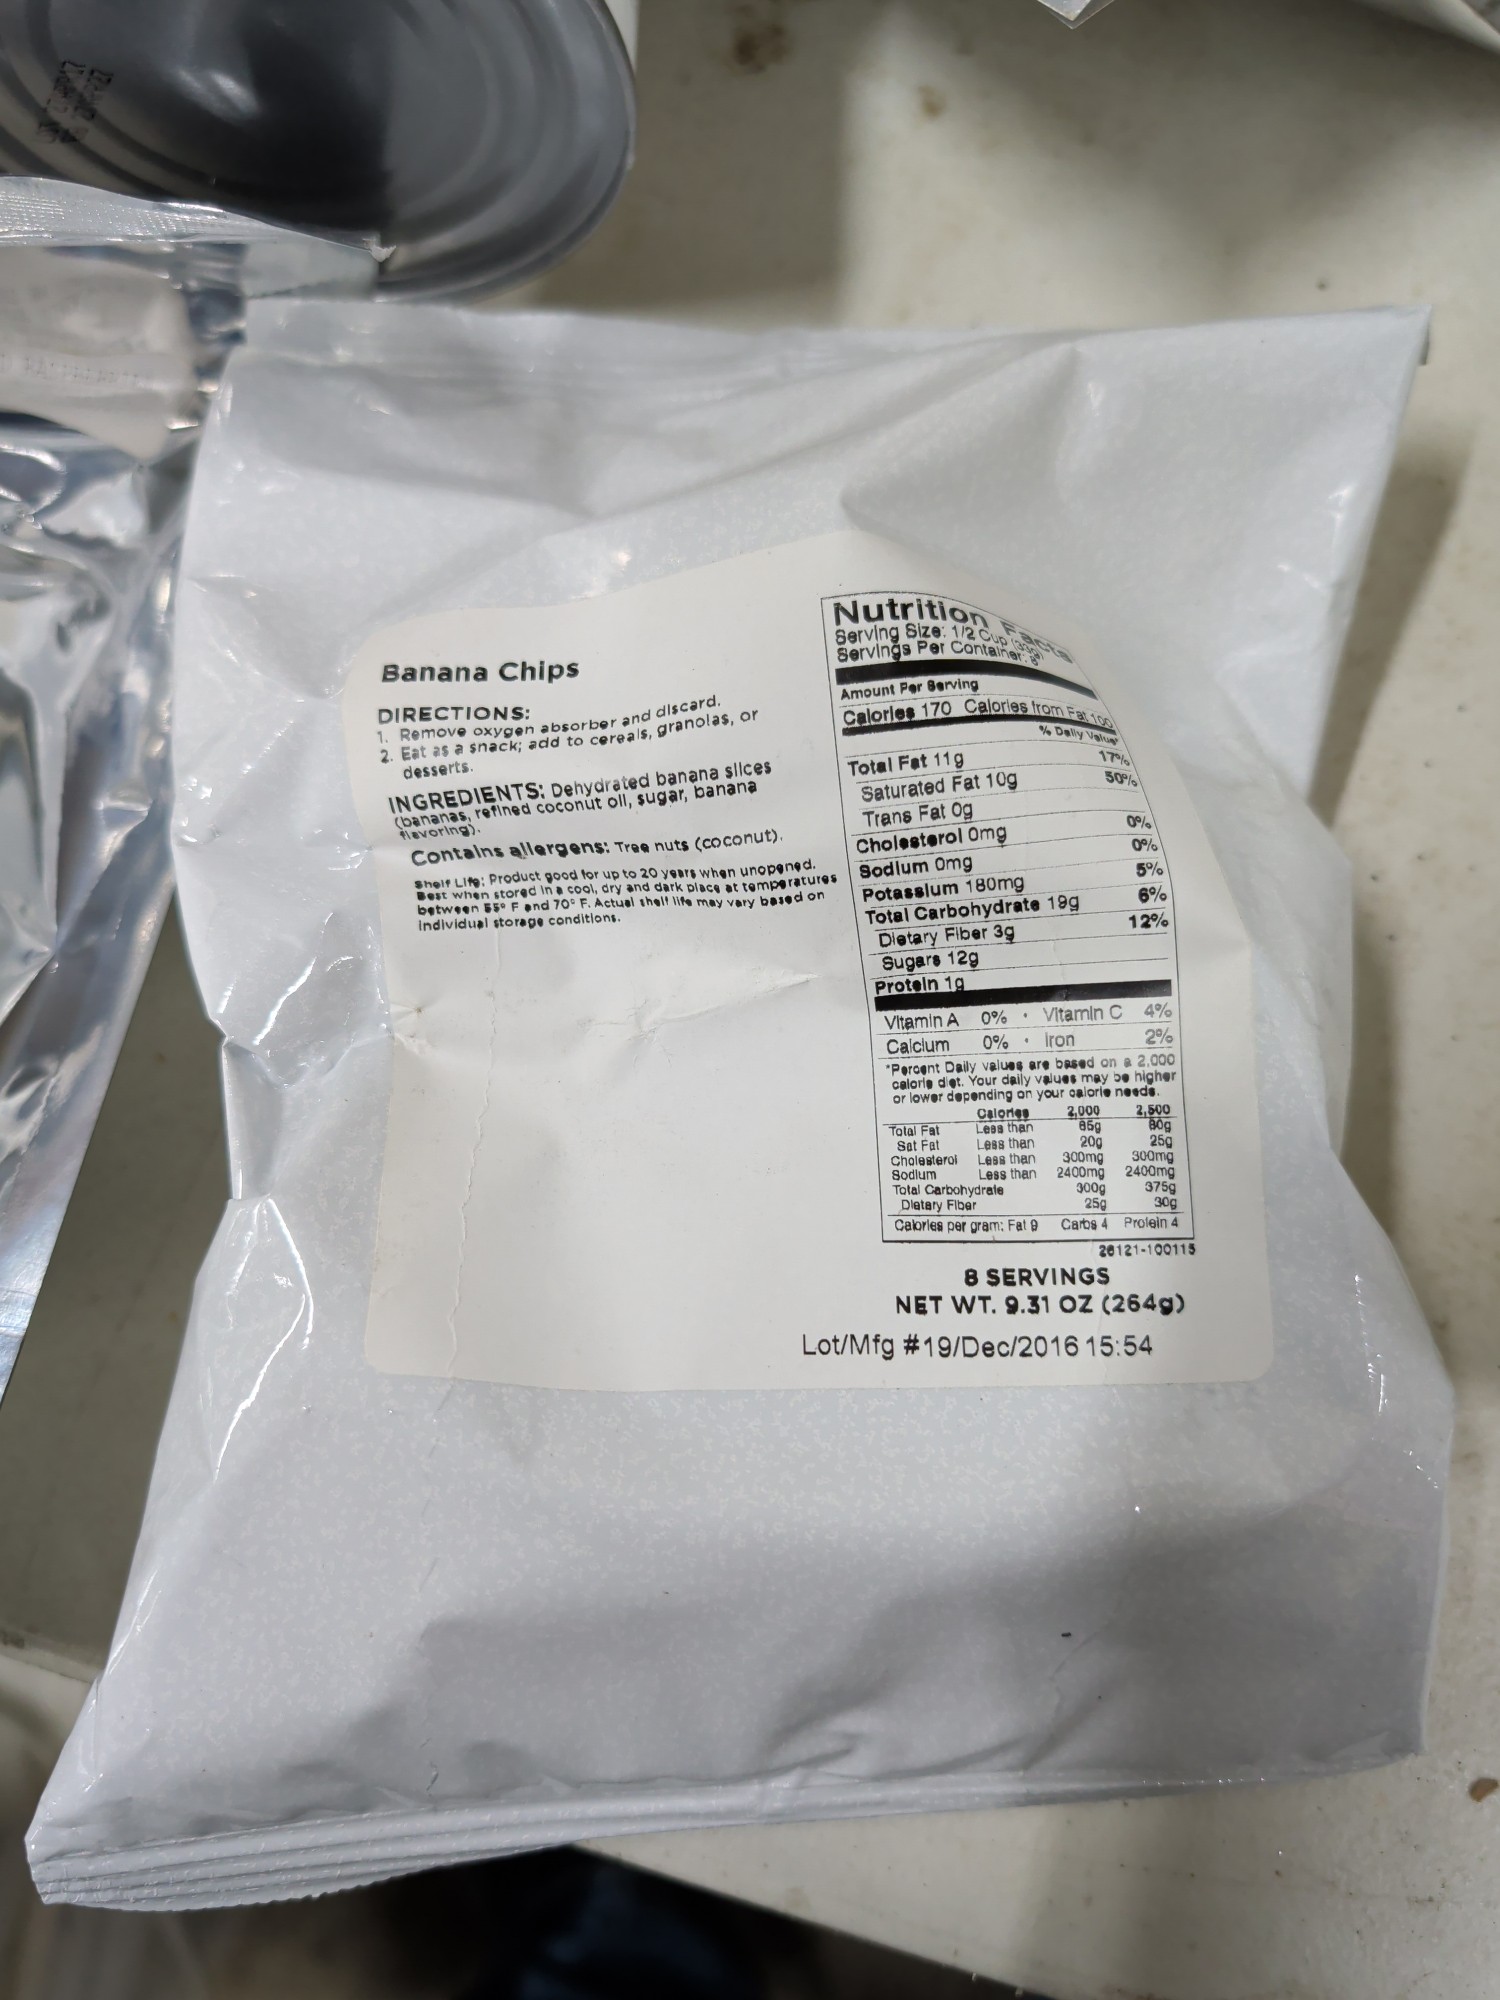 Banana Chips
DIRECTIONS:
1. Remove oxygen absorber and discard.
2. Eat as a snack; add to cereals, granolas, or
desserts.
INGREDIENTS: Dehydrated banana slices
(bananas, refined coconut oil, sugar, banana
flavoring).
Contains allergens: Tree nuts (coconut).
Shelf Life: Product good for up to 20 years when unopened.
Best when stored in a cool, dry and dark place at temperatures
between 55° F and 70° F. Actual shelf life may vary based on
individual storage conditions.
Nutrition Facts
Serving Size: 1/2 Cup (33g)
Servings Per Container: 8
Amount Per Serving
Calories 170 Calories from Fat 100
% Daily Value*
Total Fat 11g 17%
Saturated Fat 10g 50%
Trans Fat 0g
Cholesterol 0mg 0%
Sodium 0mg 0%
Potassium 180mg 5%
Total Carbohydrate 19g 6%
Dietary Fiber 3g 12%
Sugars 12g
Protein 1g
Vitamin A 0% • Vitamin C 4%
Calcium 0% • Iron 2%
*Percent Daily values are based on a 2,000
calorie diet. Your daily values may be higher
or lower depending on your calorie needs.
Calories 2,000 2,500
Total Fat Less than 65g 80g
Sat Fat Less than 20g 25g
Cholesterol Less than 300mg 300mg
Sodium Less than 2400mg 2400mg
Total Carbohydrate 300g 375g
Dietary Fiber 25g 30g
Calories per gram: Fat 9 Carbs 4 Protein 4
26121-100115
8 SERVINGS
NET WT. 9.31 OZ (264g)
Lot/Mfg #19/Dec/2016 15:54